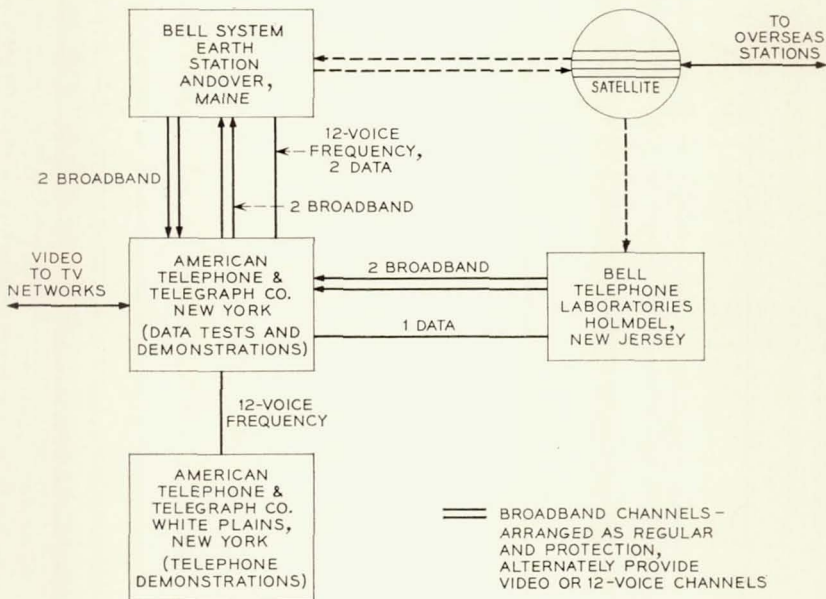 BELL SYSTEM
EARTH
STATION
ANDOVER,
MAINE
SATELLITE
TO
OVERSEAS
STATIONS
12-VOICE
FREQUENCY,
2 DATA
2 BROADBAND
2 BROADBAND
VIDEO
TO TV
NETWORKS
AMERICAN
TELEPHONE &
TELEGRAPH CO.
NEW YORK
(DATA TESTS AND
DEMONSTRATIONS)
2 BROADBAND
1 DATA
BELL
TELEPHONE
LABORATORIES
HOLMDEL,
NEW JERSEY
12-VOICE
FREQUENCY
AMERICAN
TELEPHONE &
TELEGRAPH CO.
WHITE PLAINS,
NEW YORK
(TELEPHONE
DEMONSTRATIONS)
BROADBAND CHANNELS –
ARRANGED AS REGULAR
AND PROTECTION,
ALTERNATELY PROVIDE
VIDEO OR 12-VOICE CHANNELS